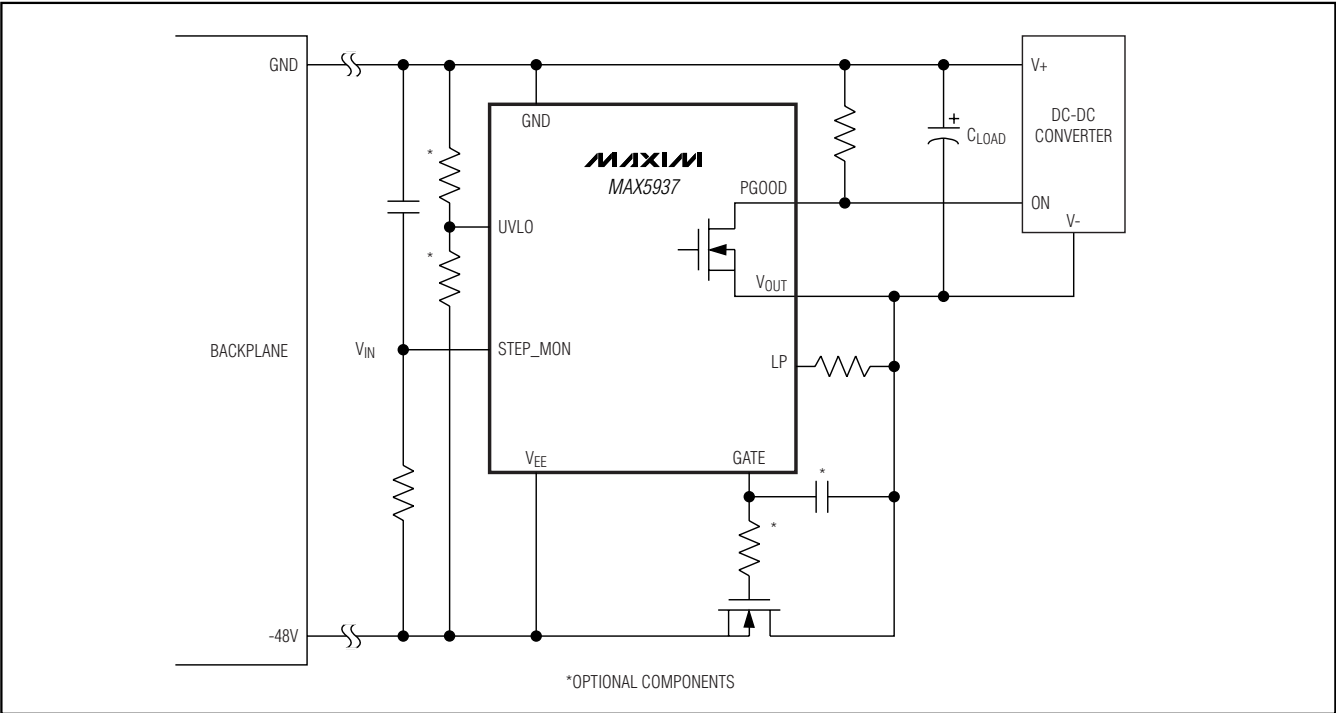 GND
V+
GND
DC-DC
CONVERTER
+
CLOAD
*
MAXIM
MAX5937
PGOOD
ON
V-
UVLO
*
VOUT
BACKPLANE
VIN
STEP_MON
LP
VEE
GATE
*
*
-48V
*OPTIONAL COMPONENTS